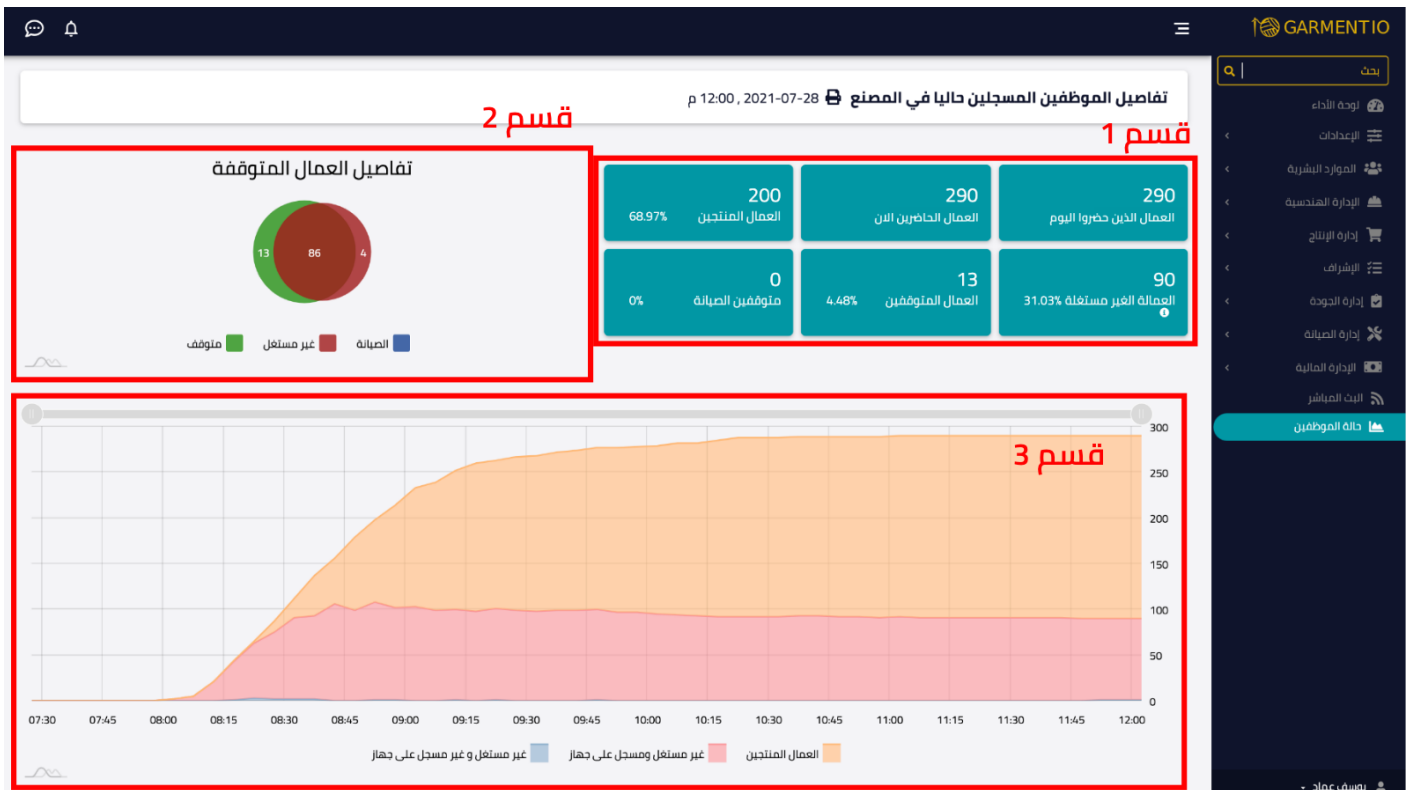 GARMENTIO
بحث
لوحة الأداء
الإعدادات
الموارد البشرية
الإدارة الهندسية
إدارة الإنتاج
الإشراف
إدارة الجودة
إدارة الصيانة
الإدارة المالية
البث المباشر
حالة الموظفين
يوسف عماد
تفاصيل الموظفين المسجلين حاليا في المصنع 2021-07-28 , 12:00 م
قسم 1
290
العمال الذين حضروا اليوم
290
العمال الحاضرين الان
200
العمال المنتجين 68.97%
90
العمالة الغير مستغلة 31.03%
13
العمال المتوقفين 4.48%
0
متوقفين الصيانة 0%
قسم 2
تفاصيل العمال المتوقفة
13 86 4
الصيانة غير مستغل متوقف
قسم 3
300
250
200
150
100
50
0
07:30 07:45 08:00 08:15 08:30 08:45 09:00 09:15 09:30 09:45 10:00 10:15 10:30 10:45 11:00 11:15 11:30 11:45 12:00
العمال المنتجين غير مستغل ومسجل على جهاز غير مستغل و غير مسجل على جهاز